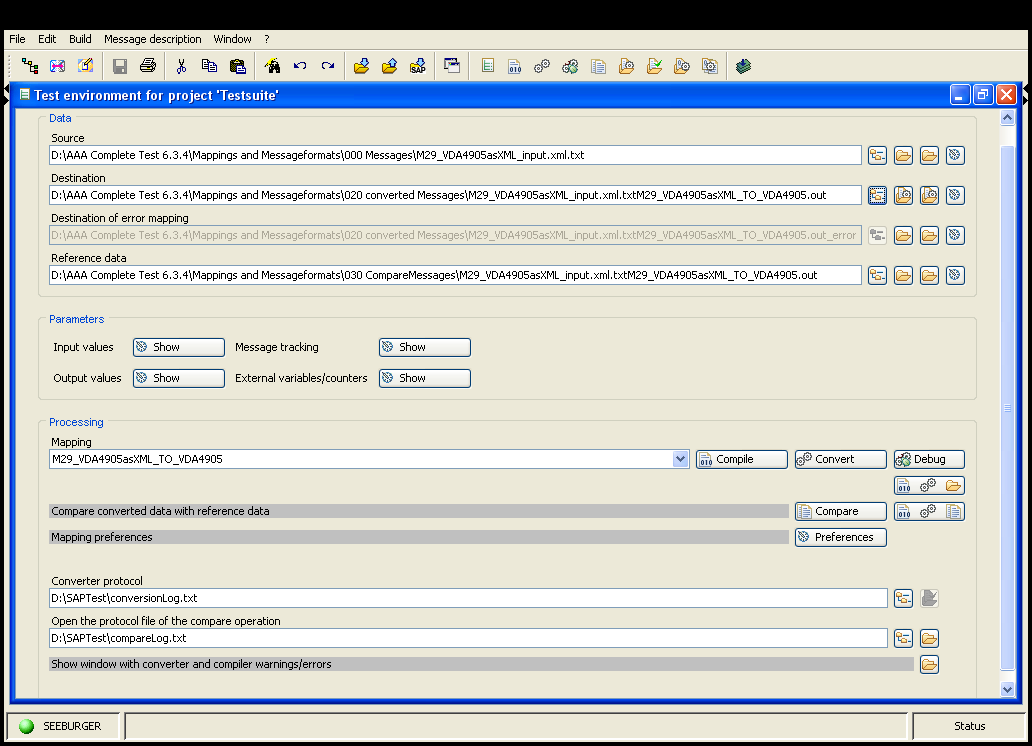 File Edit Build Message description Window ?
SAP
Test environment for project 'Testsuite'
Data
Source
D:\AAA Complete Test 6.3.4\Mappings and Messageformats\000 Messages\M29_VDA4905asXML_input.xml.txt
Destination
D:\AAA Complete Test 6.3.4\Mappings and Messageformats\020 converted Messages\M29_VDA4905asXML_input.xml.txtM29_VDA4905asXML_TO_VDA4905.out
Destination of error mapping
D:\AAA Complete Test 6.3.4\Mappings and Messageformats\020 converted Messages\M29_VDA4905asXML_input.xml.txtM29_VDA4905asXML_TO_VDA4905.out_error
Reference data
D:\AAA Complete Test 6.3.4\Mappings and Messageformats\030 CompareMessages\M29_VDA4905asXML_input.xml.txtM29_VDA4905asXML_TO_VDA4905.out
Parameters
Input values Show Message tracking Show
Output values Show External variables/counters Show
Processing
Mapping
M29_VDA4905asXML_TO_VDA4905 Compile Convert Debug
Compare converted data with reference data Compare
Mapping preferences Preferences
Converter protocol
D:\SAPTest\conversionLog.txt
Open the protocol file of the compare operation
D:\SAPTest\compareLog.txt
Show window with converter and compiler warnings/errors
SEEBURGER Status